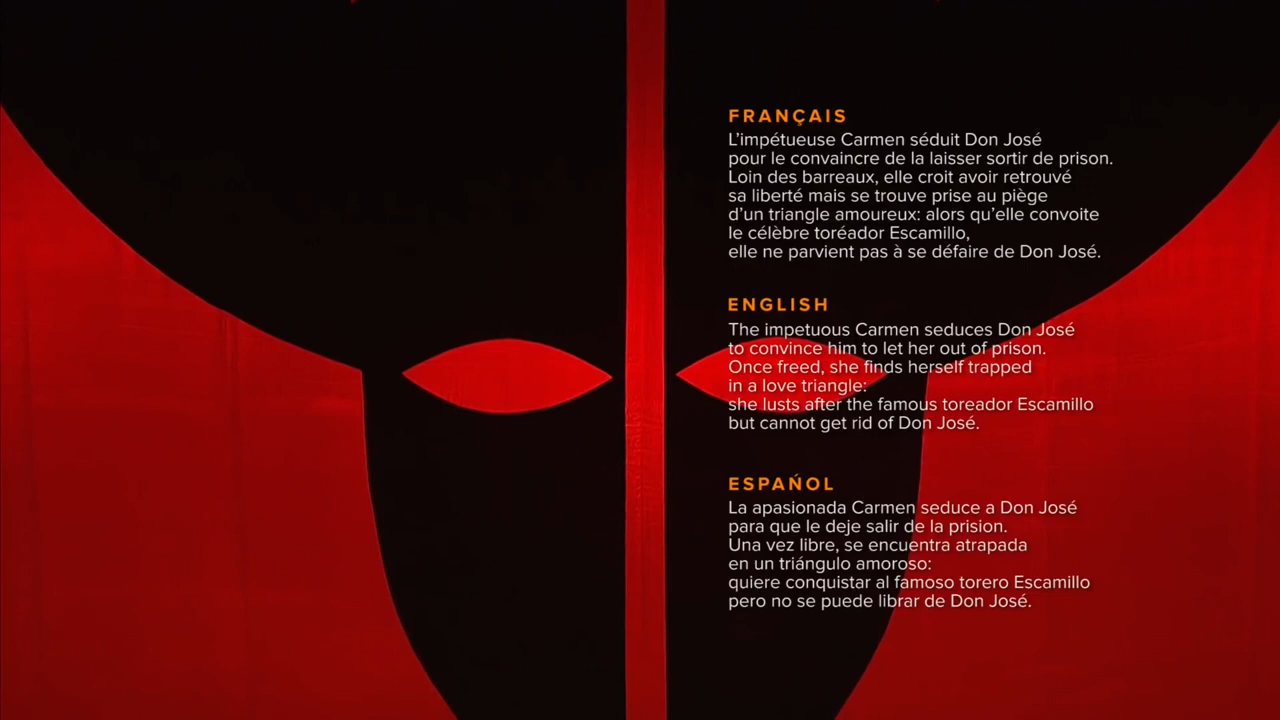 FRANÇAIS
L’impétueuse Carmen séduit Don José
pour le convaincre de la laisser sortir de prison.
Loin des barreaux, elle croit avoir retrouvé
sa liberté mais se trouve prise au piège
d’un triangle amoureux: alors qu’elle convoite
le célèbre toréador Escamillo,
elle ne parvient pas à se défaire de Don José.
ENGLISH
The impetuous Carmen seduces Don José
to convince him to let her out of prison.
Once freed, she finds herself trapped
in a love triangle:
she lusts after the famous toreador Escamillo
but cannot get rid of Don José.
ESPAŃOL
La apasionada Carmen seduce a Don José
para que le deje salir de la prision.
Una vez libre, se encuentra atrapada
en un triángulo amoroso:
quiere conquistar al famoso torero Escamillo
pero no se puede librar de Don José.